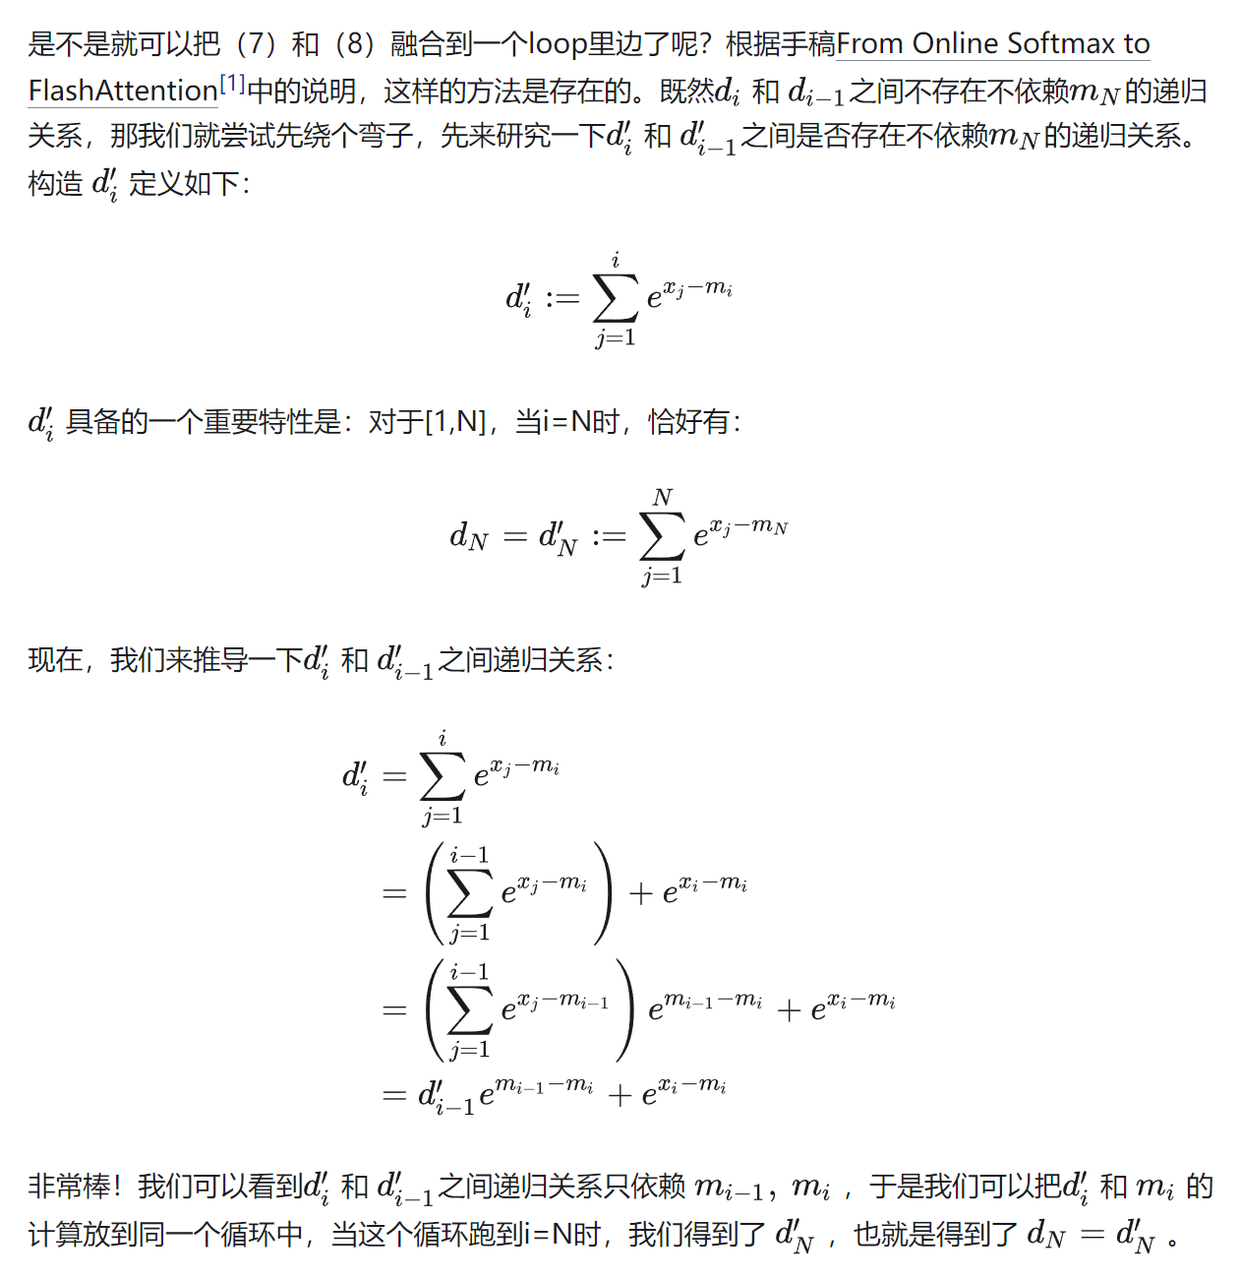 是不是就可以把（7）和（8）融合到一个loop里边了呢？根据手稿From Online Softmax to
FlashAttention[1]中的说明，这样的方法是存在的。既然d_i 和 d_{i-1}之间不存在不依赖m_N的递归
关系，那我们就尝试先绕个弯子，先来研究一下d'_i 和 d'_{i-1}之间是否存在不依赖m_N的递归关系。
构造 d'_i 定义如下：
d'_i := \sum_{j=1}^{i} e^{x_j-m_i}
d'_i 具备的一个重要特性是：对于[1,N]，当i=N时，恰好有：
d_N = d'_N := \sum_{j=1}^{N} e^{x_j-m_N}
现在，我们来推导一下d'_i 和 d'_{i-1}之间递归关系：
d'_i = \sum_{j=1}^{i} e^{x_j-m_i}
= \left( \sum_{j=1}^{i-1} e^{x_j-m_i} \right) + e^{x_i-m_i}
= \left( \sum_{j=1}^{i-1} e^{x_j-m_{i-1}} \right) e^{m_{i-1}-m_i} + e^{x_i-m_i}
= d'_{i-1} e^{m_{i-1}-m_i} + e^{x_i-m_i}
非常棒！我们可以看到d'_i 和 d'_{i-1}之间递归关系只依赖 m_{i-1}，m_i ，于是我们可以把d'_i 和 m_i 的
计算放到同一个循环中，当这个循环跑到i=N时，我们得到了 d'_N ，也就是得到了 d_N = d'_N 。